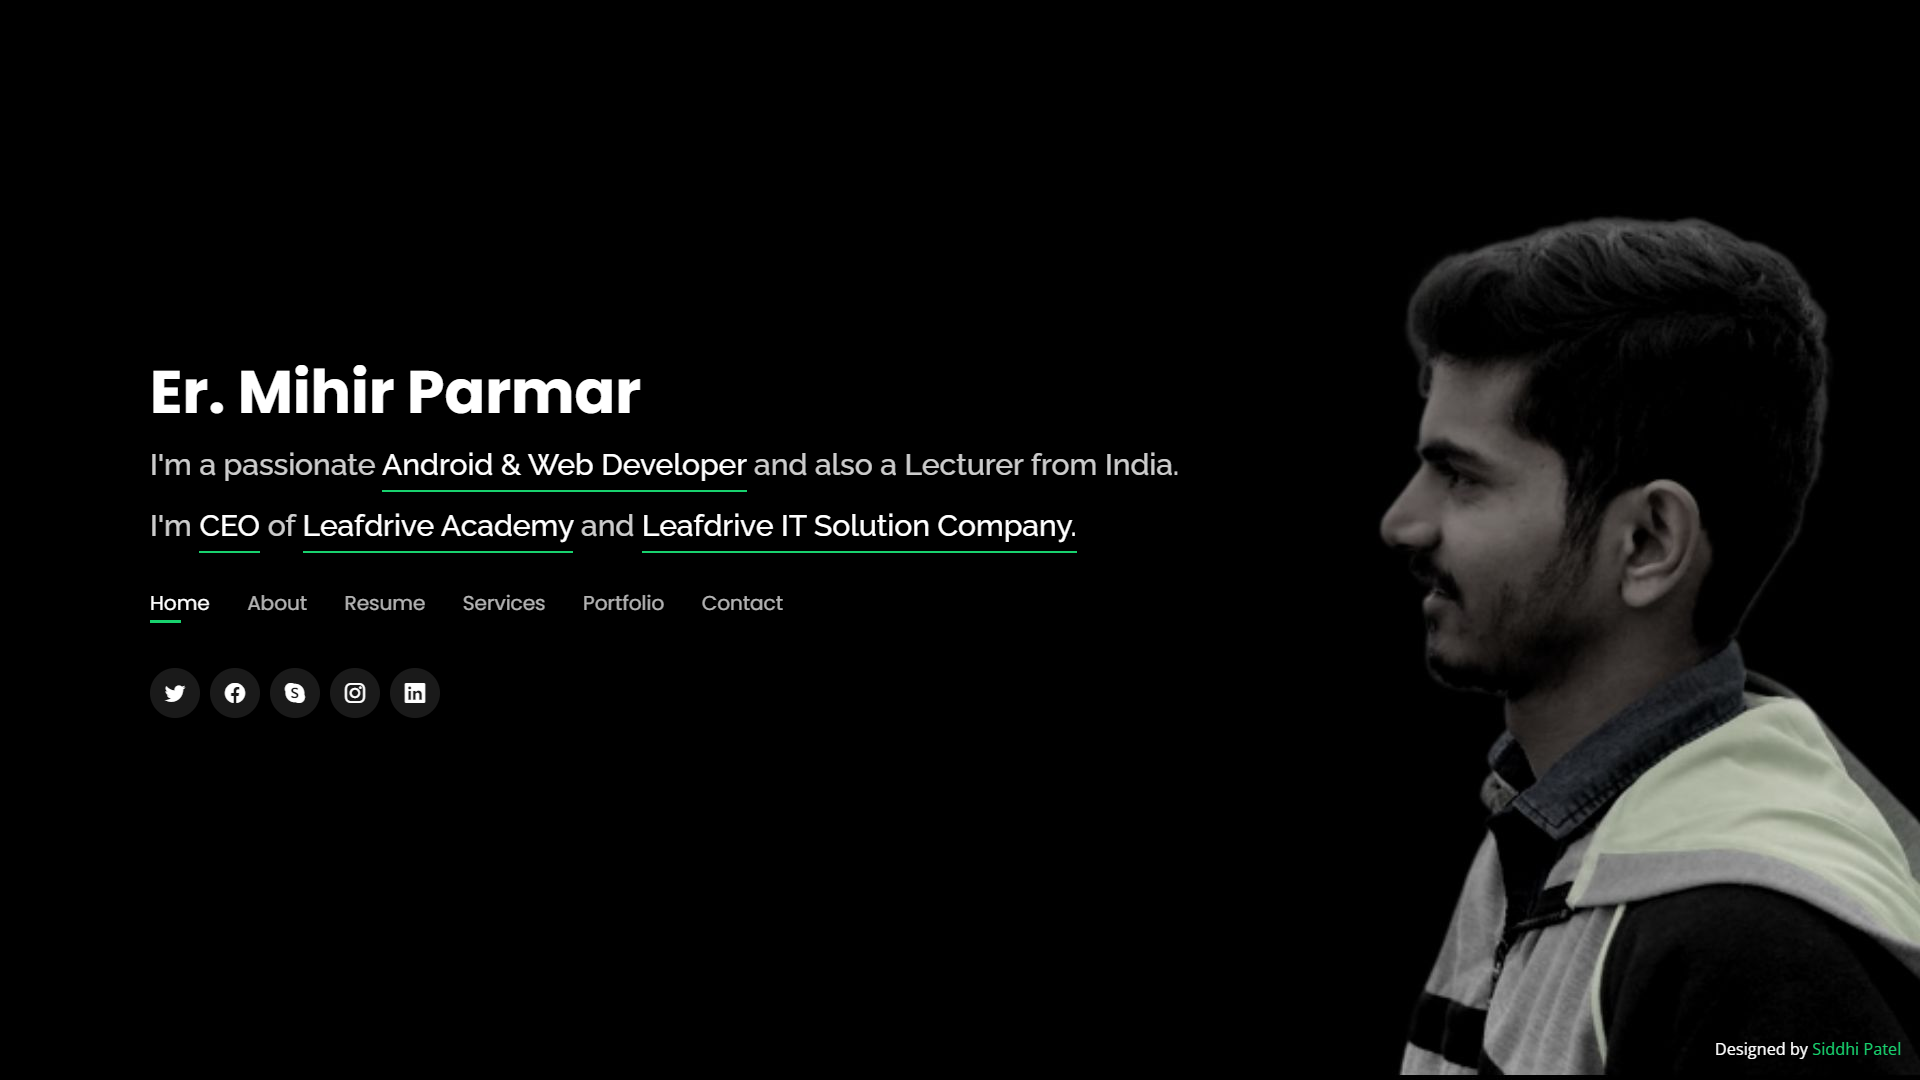 Er. Mihir Parmar
I'm a passionate Android & Web Developer and also a Lecturer from India.
I'm CEO of Leafdrive Academy and Leafdrive IT Solution Company.
Home About Resume Services Portfolio Contact
Designed by Siddhi Patel